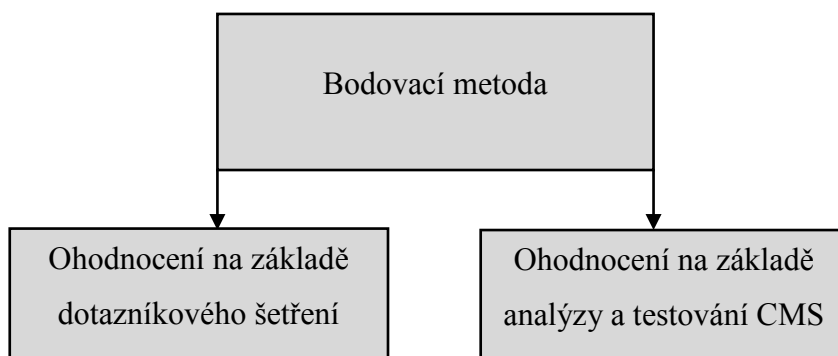 Bodovací metoda
Ohodnocení na základě
dotazníkového šetření
Ohodnocení na základě
analýzy a testování CMS